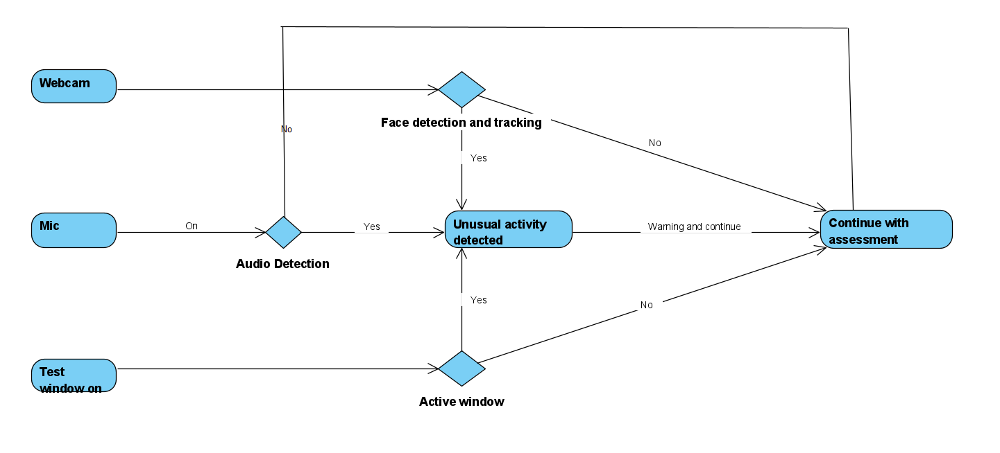 Webcam
Face detection and tracking
No
No
Yes
Mic
On
Audio Detection
Yes
Unusual activity
detected
Warning and continue
Continue with
assessment
Yes
No
Test
window on
Active window